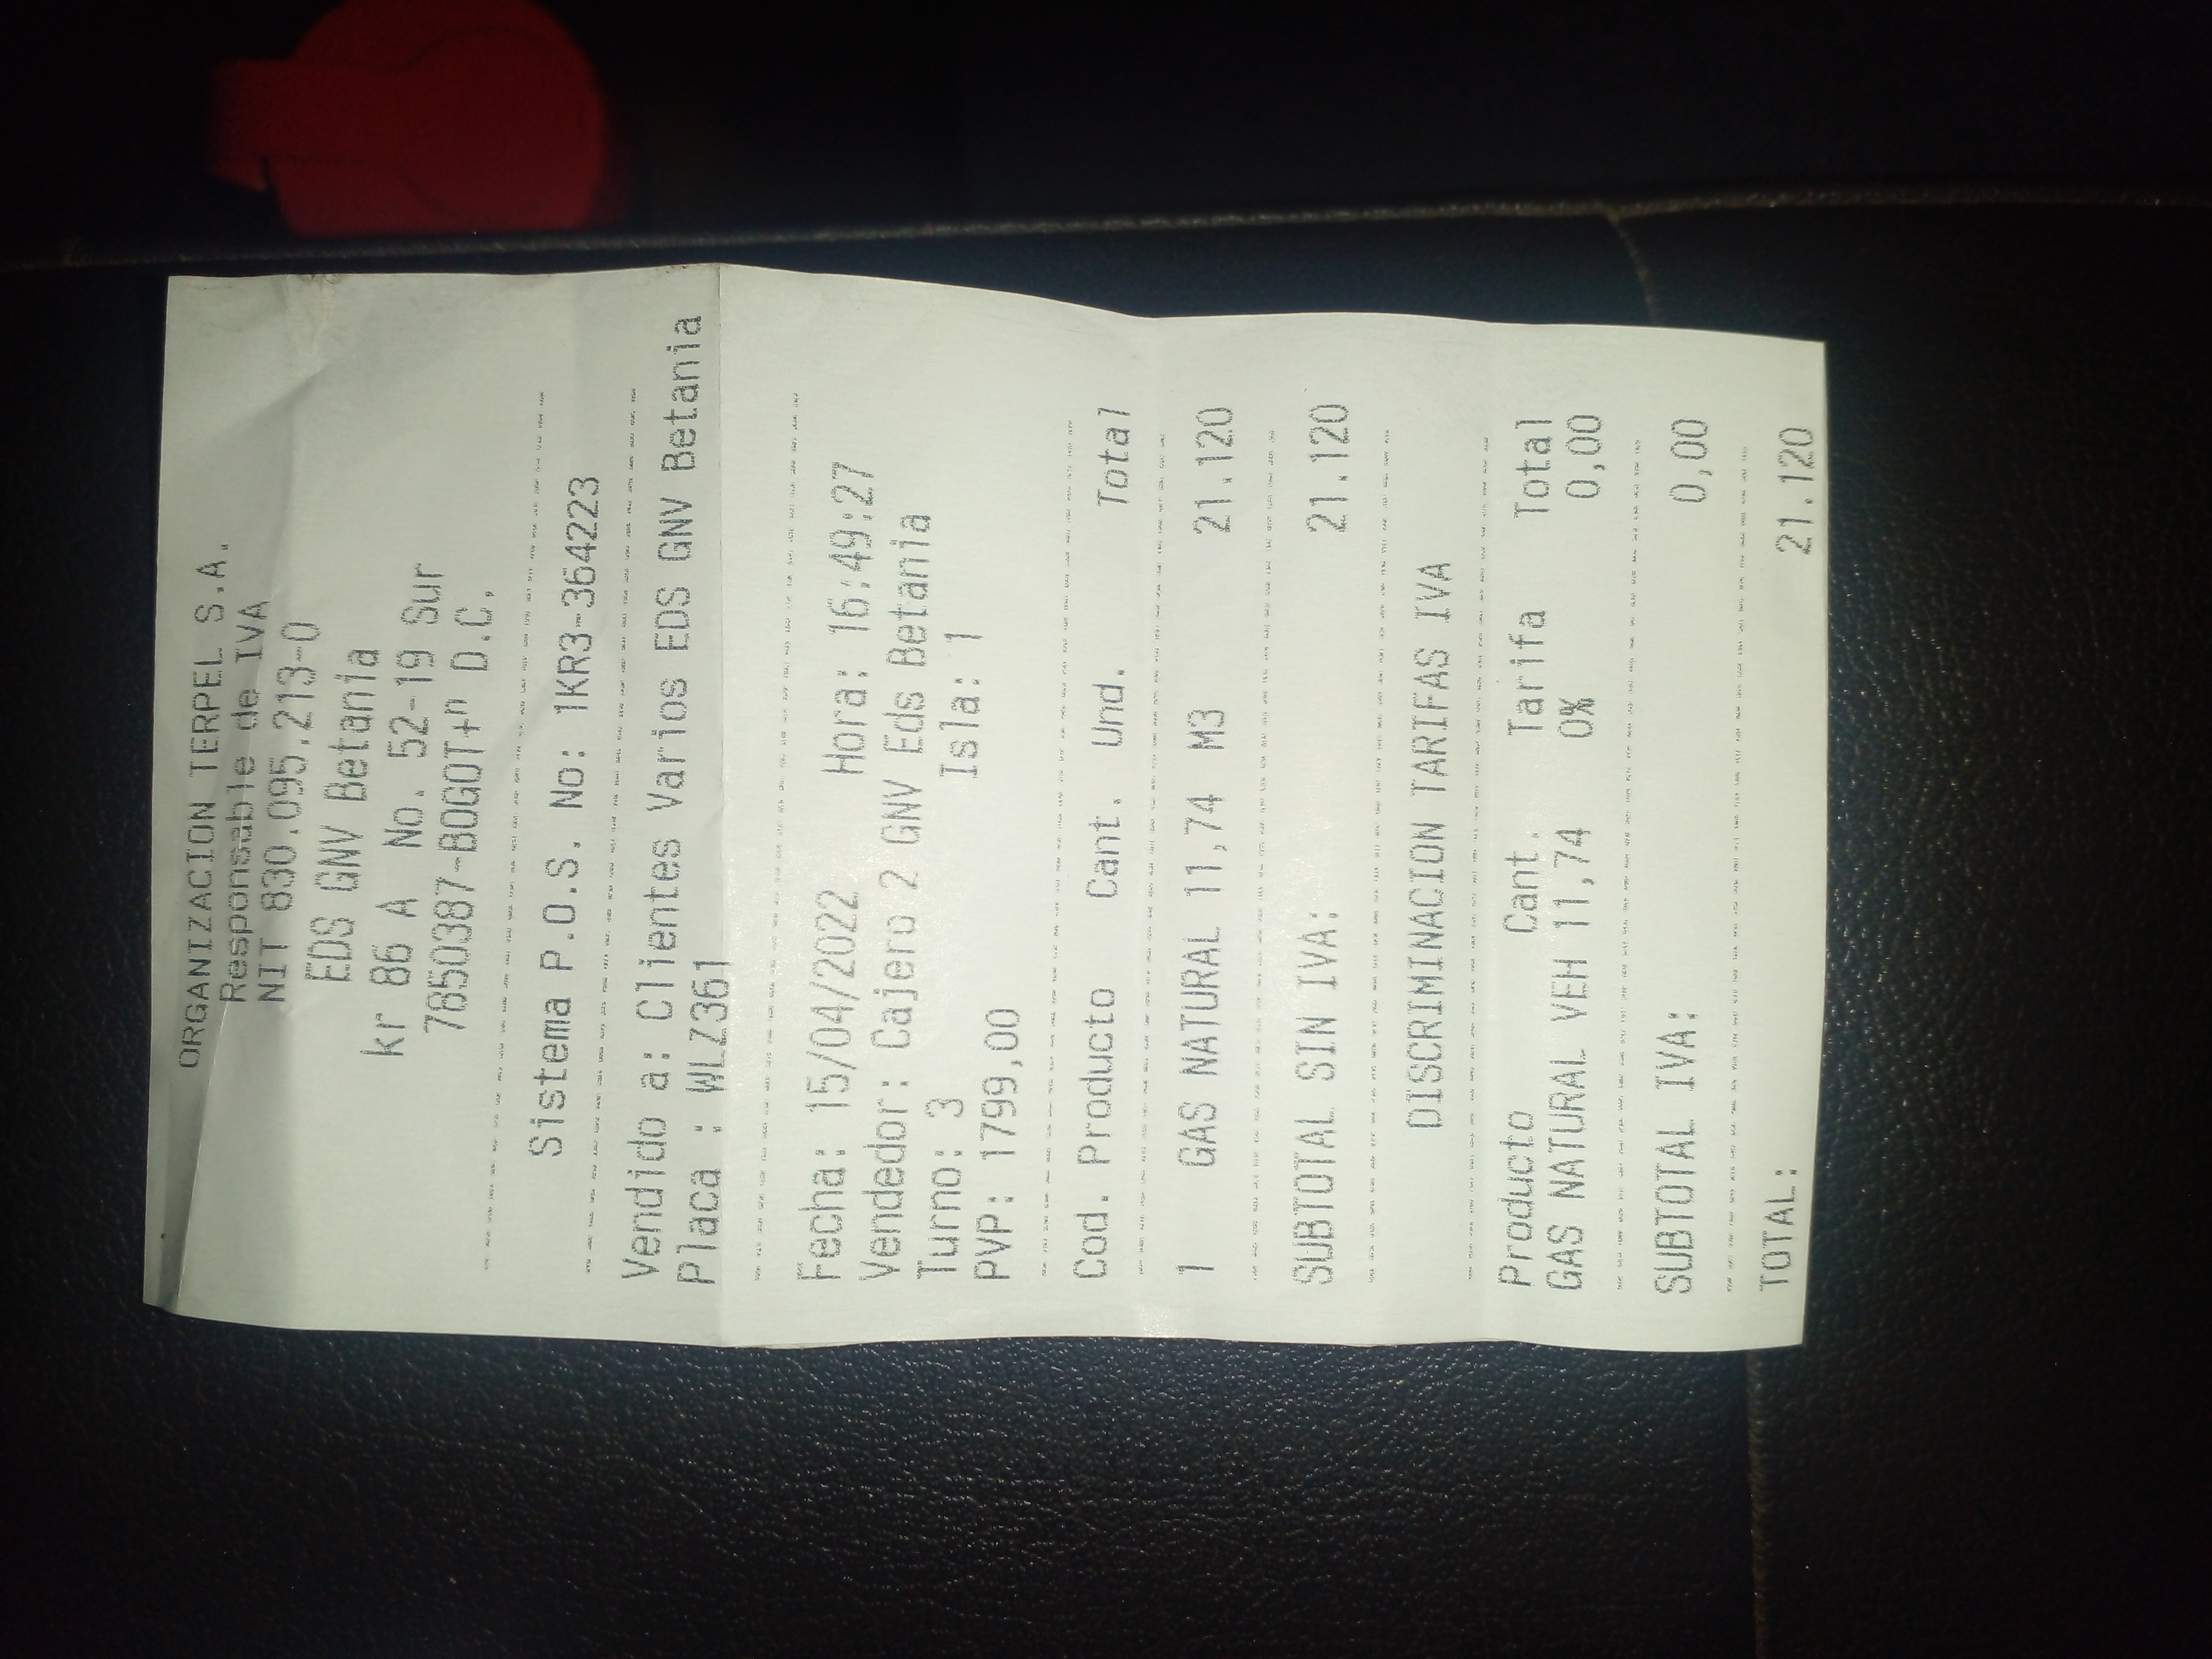 ORGANIZACION TERPEL S.A.
Responsable de IVA
NIT 830.095.213-0
EDS GNV Betania
kr 86 A No. 52-19 Sur
7850387-BOGOT+" D.C.
Sistema P.O.S. No: 1KR3-364223
Vendido a: Clientes Varios EDS GNV Betania
Placa : WLZ361
Fecha: 15/04/2022 Hora: 16:49:27
Vendedor: Cajero 2 GNV Eds Betania
Turno: 3 Isla: 1
PVP: 1799,00
Cod. Producto Cant. Und. Total
1 GAS NATURAL 11,74 M3 21.120
SUBTOTAL SIN IVA: 21.120
DISCRIMINACION TARIFAS IVA
Producto Cant. Tarifa Total
GAS NATURAL VEH 11,74 0% 0,00
SUBTOTAL IVA: 0,00
TOTAL: 21.120